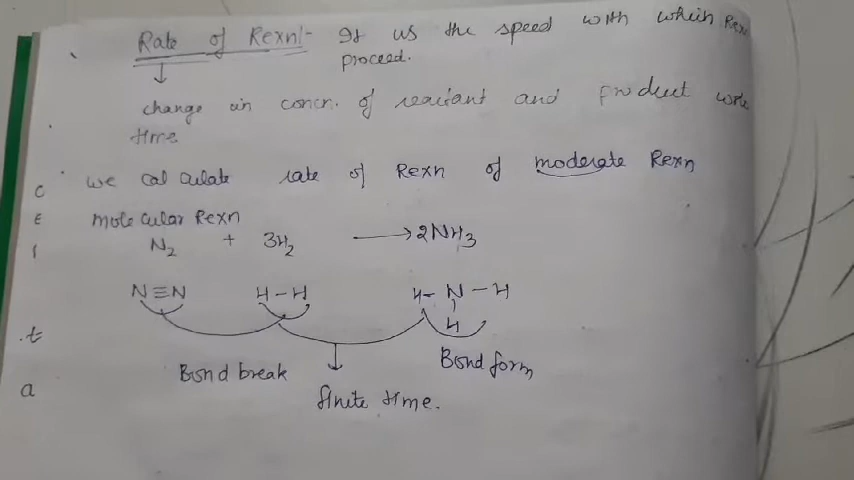 Rate of Rexn:- It is the speed with which Rexn
proceed.
change in concn. of reactant and product w.r.t
time
we calculate rate of Rexn of moderate Rexn
molecular Rexn
N2 + 3H2 → 2NH3
N≡N H-H H-N-H
H
Bond break Bond form
finite time.
C
E
t
a